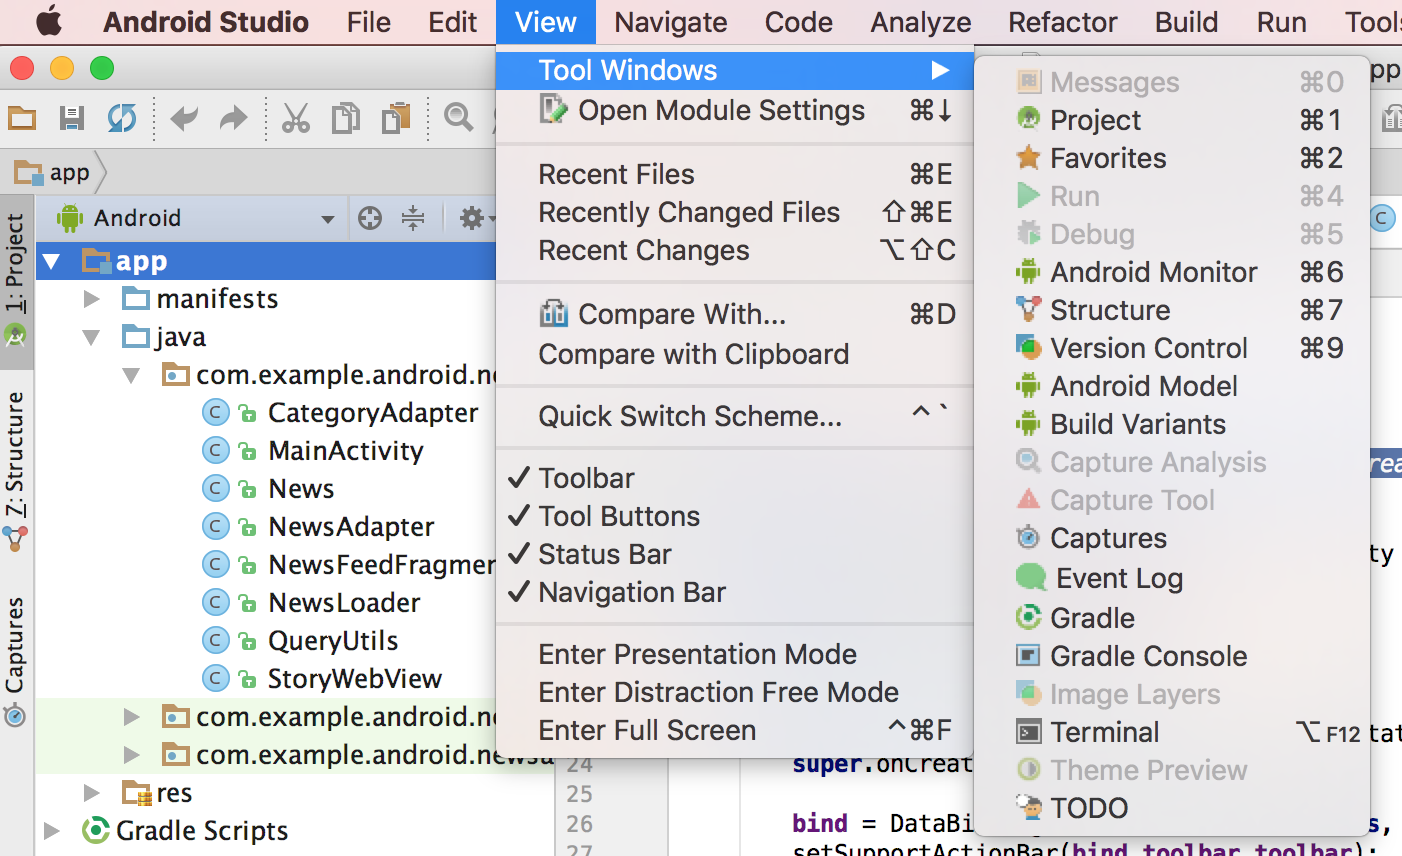 Android Studio File Edit View Navigate Code Analyze Refactor Build Run Tools
app
Android
1: Project
7: Structure
Captures
app
manifests
java
com.example.android.ne
CategoryAdapter
MainActivity
News
NewsAdapter
NewsFeedFragmen
NewsLoader
QueryUtils
StoryWebView
com.example.android.ne
com.example.android.newsa
res
Gradle Scripts
Tool Windows
Open Module Settings ⌘↓
Recent Files ⌘E
Recently Changed Files ⇧⌘E
Recent Changes ⌥⇧C
Compare With... ⌘D
Compare with Clipboard
Quick Switch Scheme... ^ `
✓ Toolbar
✓ Tool Buttons
✓ Status Bar
✓ Navigation Bar
Enter Presentation Mode
Enter Distraction Free Mode
Enter Full Screen ^⌘F
Messages ⌘0
Project ⌘1
Favorites ⌘2
Run ⌘4
Debug ⌘5
Android Monitor ⌘6
Structure ⌘7
Version Control ⌘9
Android Model
Build Variants
Capture Analysis
Capture Tool
Captures
Event Log
Gradle
Gradle Console
Image Layers
Terminal ⌥F12
Theme Preview
TODO
pp
C
rea
ty
tat
24 super.onCreat
25
26 bind = DataBi s,
27 setSupportActionBar(bind.toolbar.toolbar);